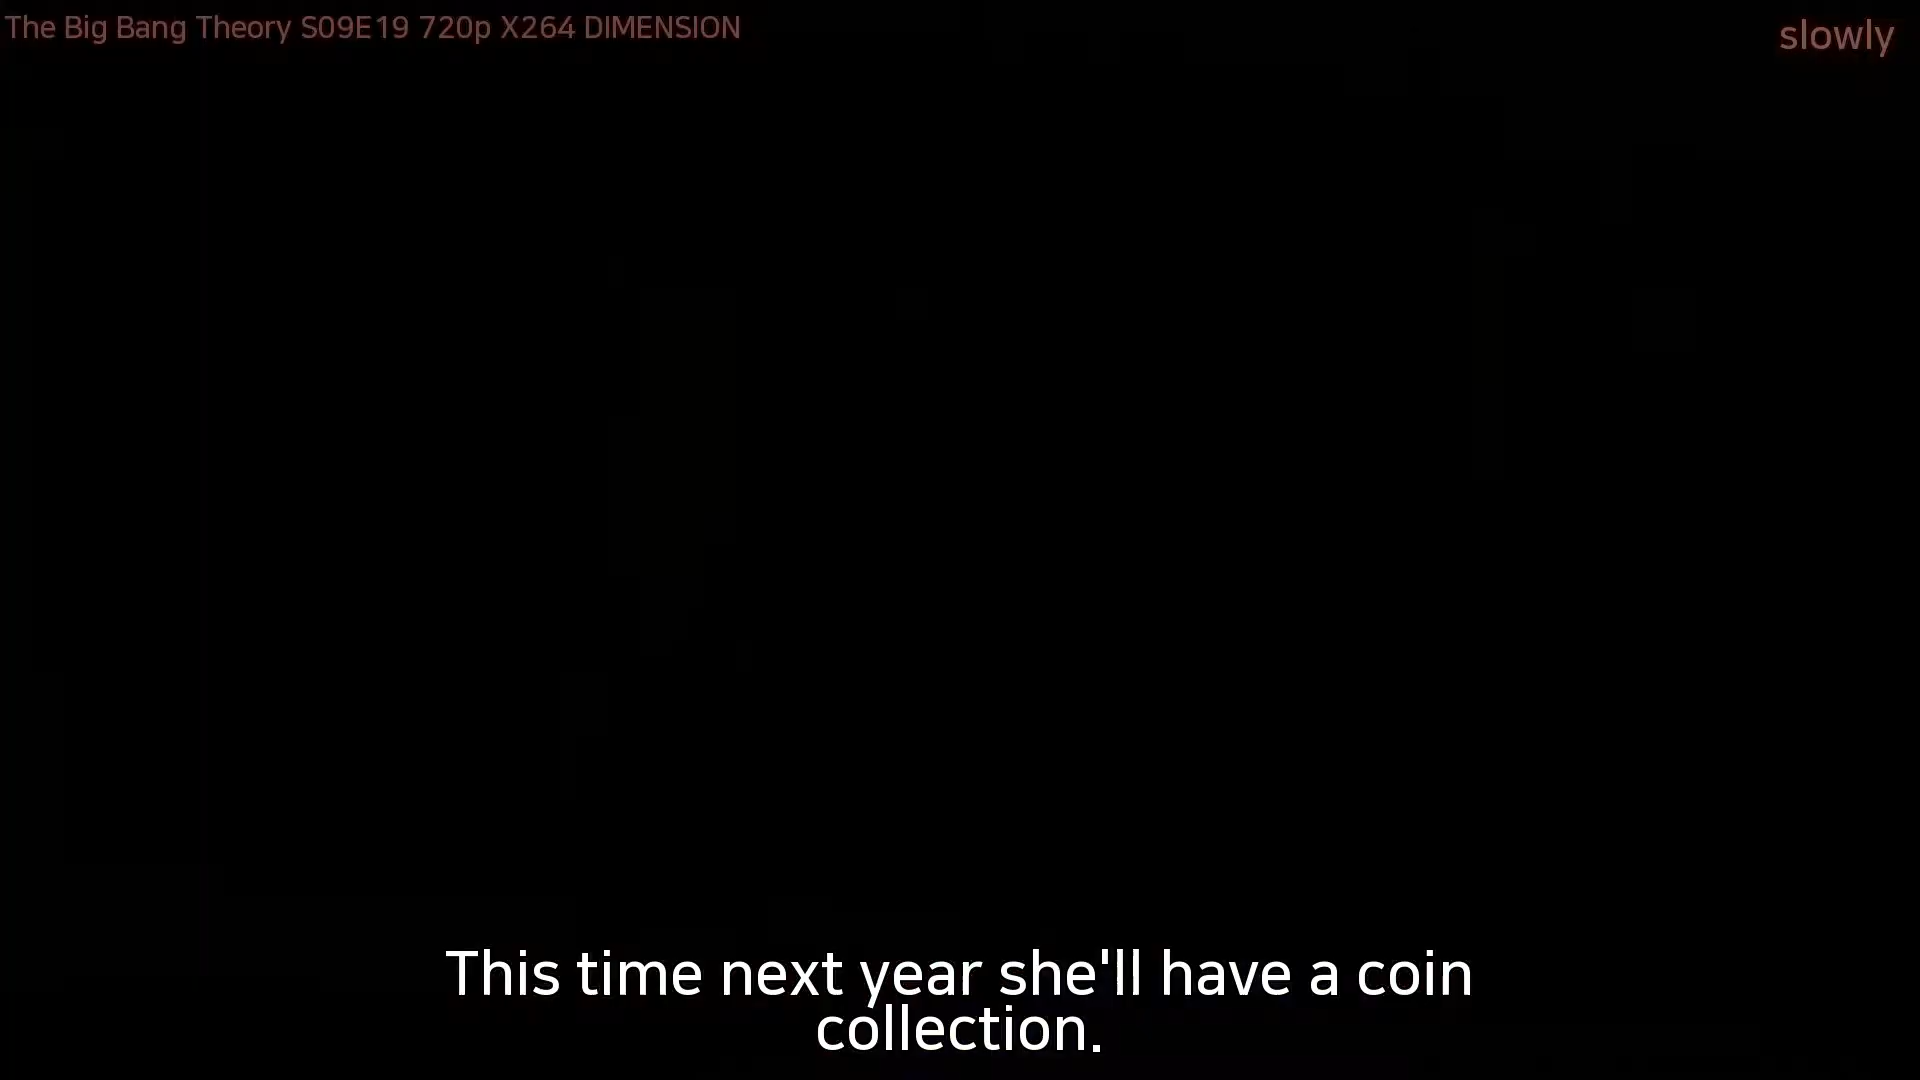 The Big Bang Theory S09E19 720p X264 DIMENSION
slowly
This time next year she'll have a coin
collection.